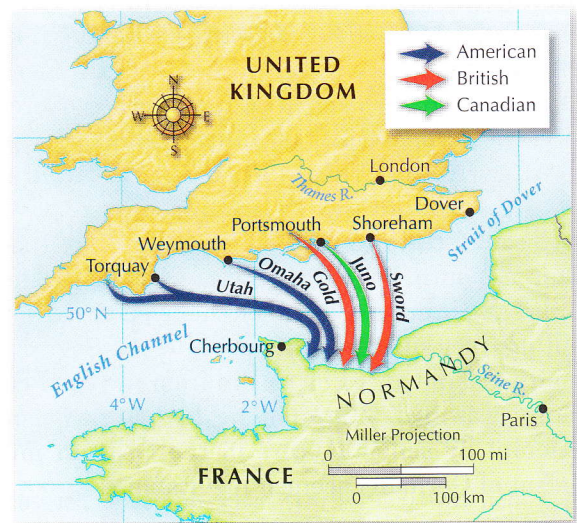 American
British
Canadian
UNITED
KINGDOM
N
W
E
S
London
Thames R.
Dover
Strait of Dover
Portsmouth
Shoreham
Weymouth
Torquay
Utah
Omaha
Gold
Juno
Sword
50°N
English Channel
Cherbourg
NORMANDY
Seine R.
4°W
2°W
Paris
Miller Projection
0
100 mi
0
100 km
FRANCE